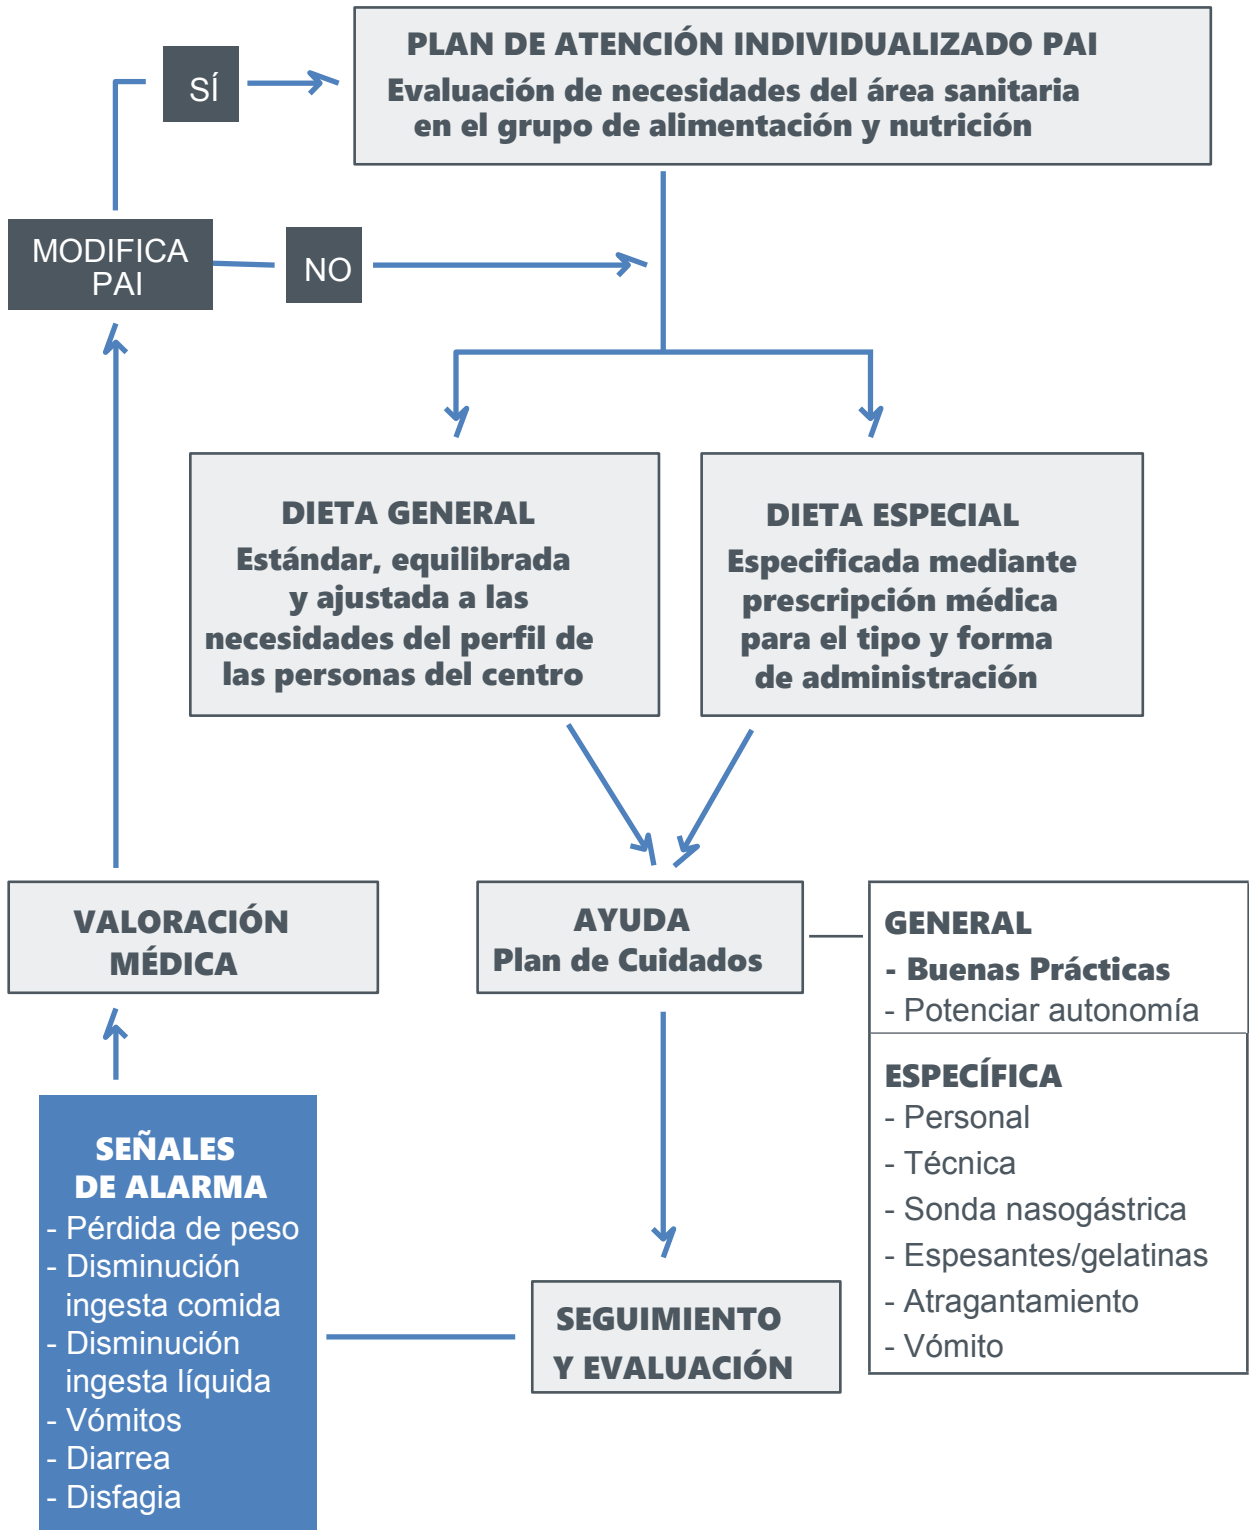 PLAN DE ATENCIÓN INDIVIDUALIZADO PAI
Evaluación de necesidades del área sanitaria
en el grupo de alimentación y nutrición
SÍ
MODIFICA
PAI
NO
DIETA GENERAL
Estándar, equilibrada
y ajustada a las
necesidades del perfil de
las personas del centro
DIETA ESPECIAL
Especificada mediante
prescripción médica
para el tipo y forma
de administración
VALORACIÓN
MÉDICA
AYUDA
Plan de Cuidados
GENERAL
- Buenas Prácticas
- Potenciar autonomía
ESPECÍFICA
- Personal
- Técnica
- Sonda nasogástrica
- Espesantes/gelatinas
- Atragantamiento
- Vómito
SEÑALES
DE ALARMA
- Pérdida de peso
- Disminución
ingesta comida
- Disminución
ingesta líquida
- Vómitos
- Diarrea
- Disfagia
SEGUIMIENTO
Y EVALUACIÓN